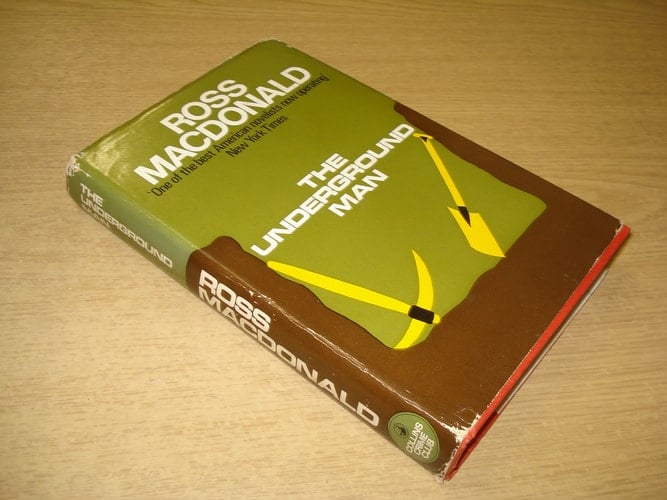 ROSS
MACDONALD
'One of the best American novelists now operating'
New York Times
THE
UNDERGROUND
MAN
THE
UNDERGROUND
MAN
ROSS
MACDONALD
COLLINS
CRIME
CLUB